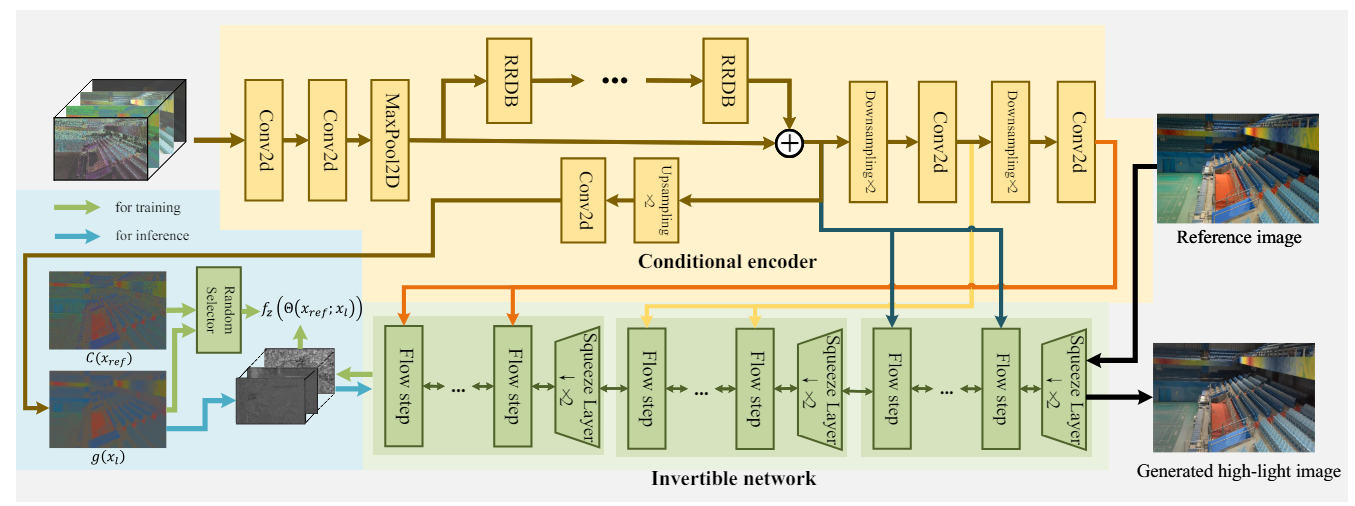 Conv2d
Conv2d
MaxPool2D
RRDB
...
RRDB
+
Downsampling×2
Conv2d
Downsampling×2
Conv2d
Conv2d
Upsampling
×2
Conditional encoder
Reference image
for training
for inference
Random
Selector
f_z(Θ(x_ref; x_l))
C(x_ref)
g(x_l)
Flow step
...
Flow step
Squeeze Layer
↓ ×2
Flow step
...
Flow step
Squeeze Layer
↓ ×2
Flow step
...
Flow step
Squeeze Layer
↓ ×2
Invertible network
Generated high-light image